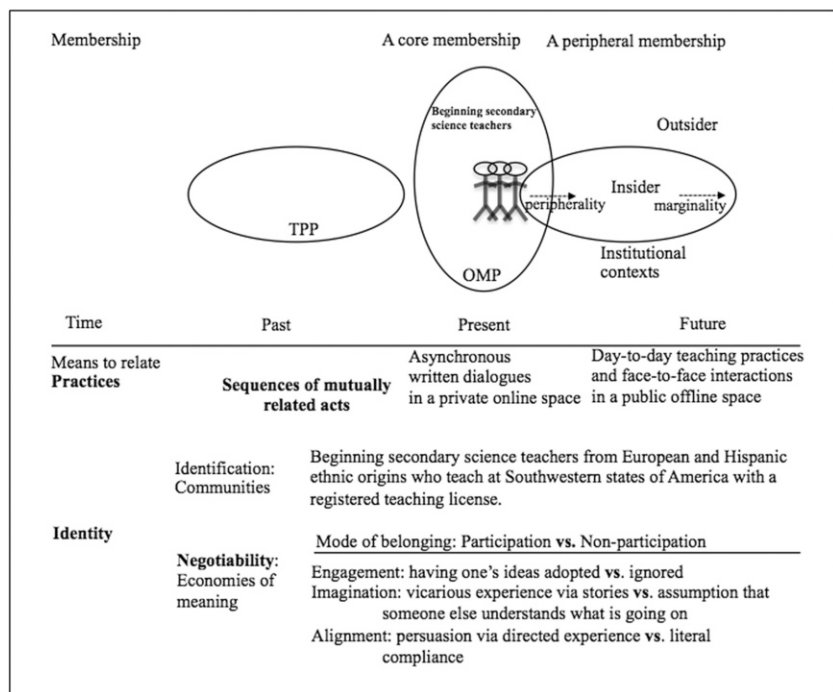 Membership
A core membership
A peripheral membership
Beginning secondary
science teachers
Outsider
Insider
peripherality
marginality
TPP
Institutional
contexts
OMP
Time
Past
Present
Future
Means to relate
Practices
Sequences of mutually
related acts
Asynchronous
written dialogues
in a private online space
Day-to-day teaching practices
and face-to-face interactions
in a public offline space
Identification:
Communities
Beginning secondary science teachers from European and Hispanic
ethnic origins who teach at Southwestern states of America with a
registered teaching license.
Identity
Mode of belonging: Participation vs. Non-participation
Negotiability:
Economies of
meaning
Engagement: having one's ideas adopted vs. ignored
Imagination: vicarious experience via stories vs. assumption that
someone else understands what is going on
Alignment: persuasion via directed experience vs. literal
compliance